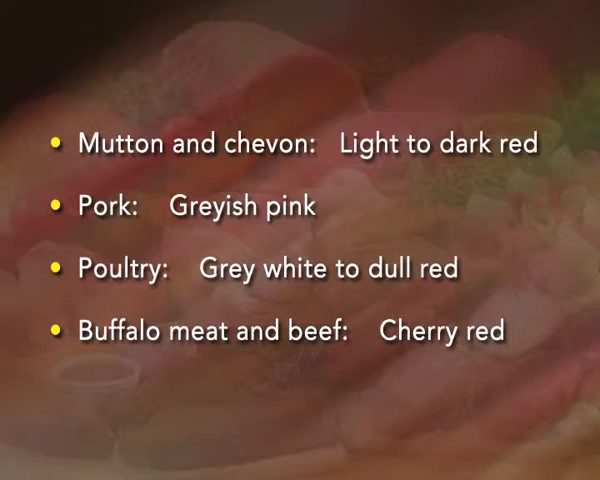 • Mutton and chevon: Light to dark red
• Pork: Greyish pink
• Poultry: Grey white to dull red
• Buffalo meat and beef: Cherry red